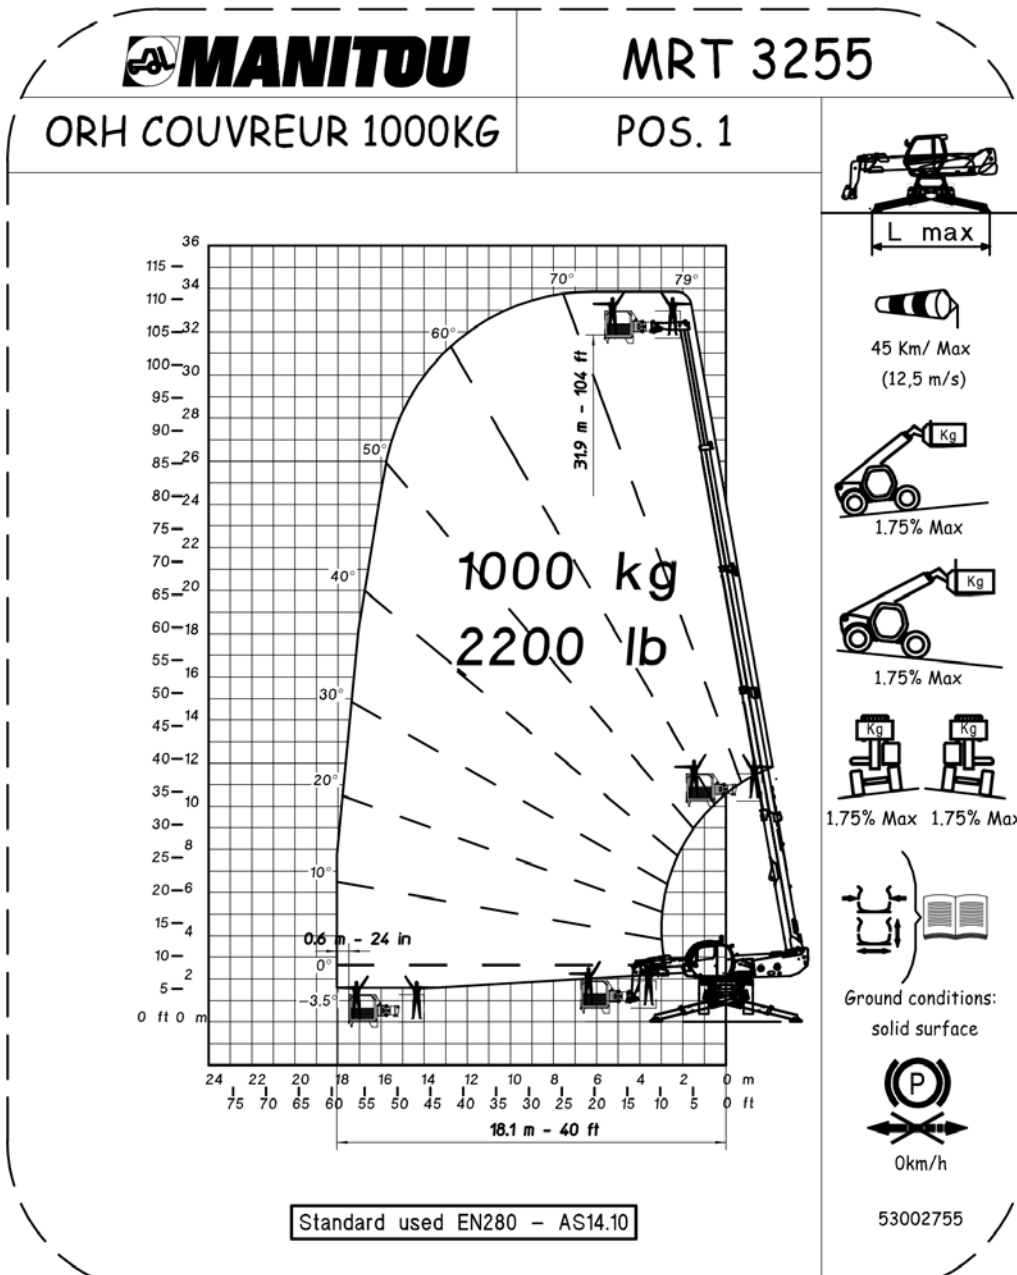 MANITOU
MRT 3255
ORH COUVREUR 1000KG
POS. 1
L max
45 Km/ Max
(12,5 m/s)
Kg
1.75% Max
Kg
1.75% Max
Kg
Kg
1.75% Max
1.75% Max
Ground conditions:
solid surface
P
0km/h
53002755
36
115
34
110
105
32
100
30
95
28
90
85
26
80
24
75
22
70
65
20
60
18
55
16
50
45
14
40
12
35
10
30
8
25
20
6
15
4
10
2
5
0 ft 0 m
79°
70°
60°
50°
40°
30°
20°
10°
0°
-3.5°
31.9 m - 104 ft
1000 kg
2200 lb
0.6 m - 24 in
24 22 20 18 16 14 12 10 8 6 4 2 0 m
75 70 65 60 55 50 45 40 35 30 25 20 15 10 5 0 ft
18.1 m - 40 ft
Standard used EN280 - AS14.10